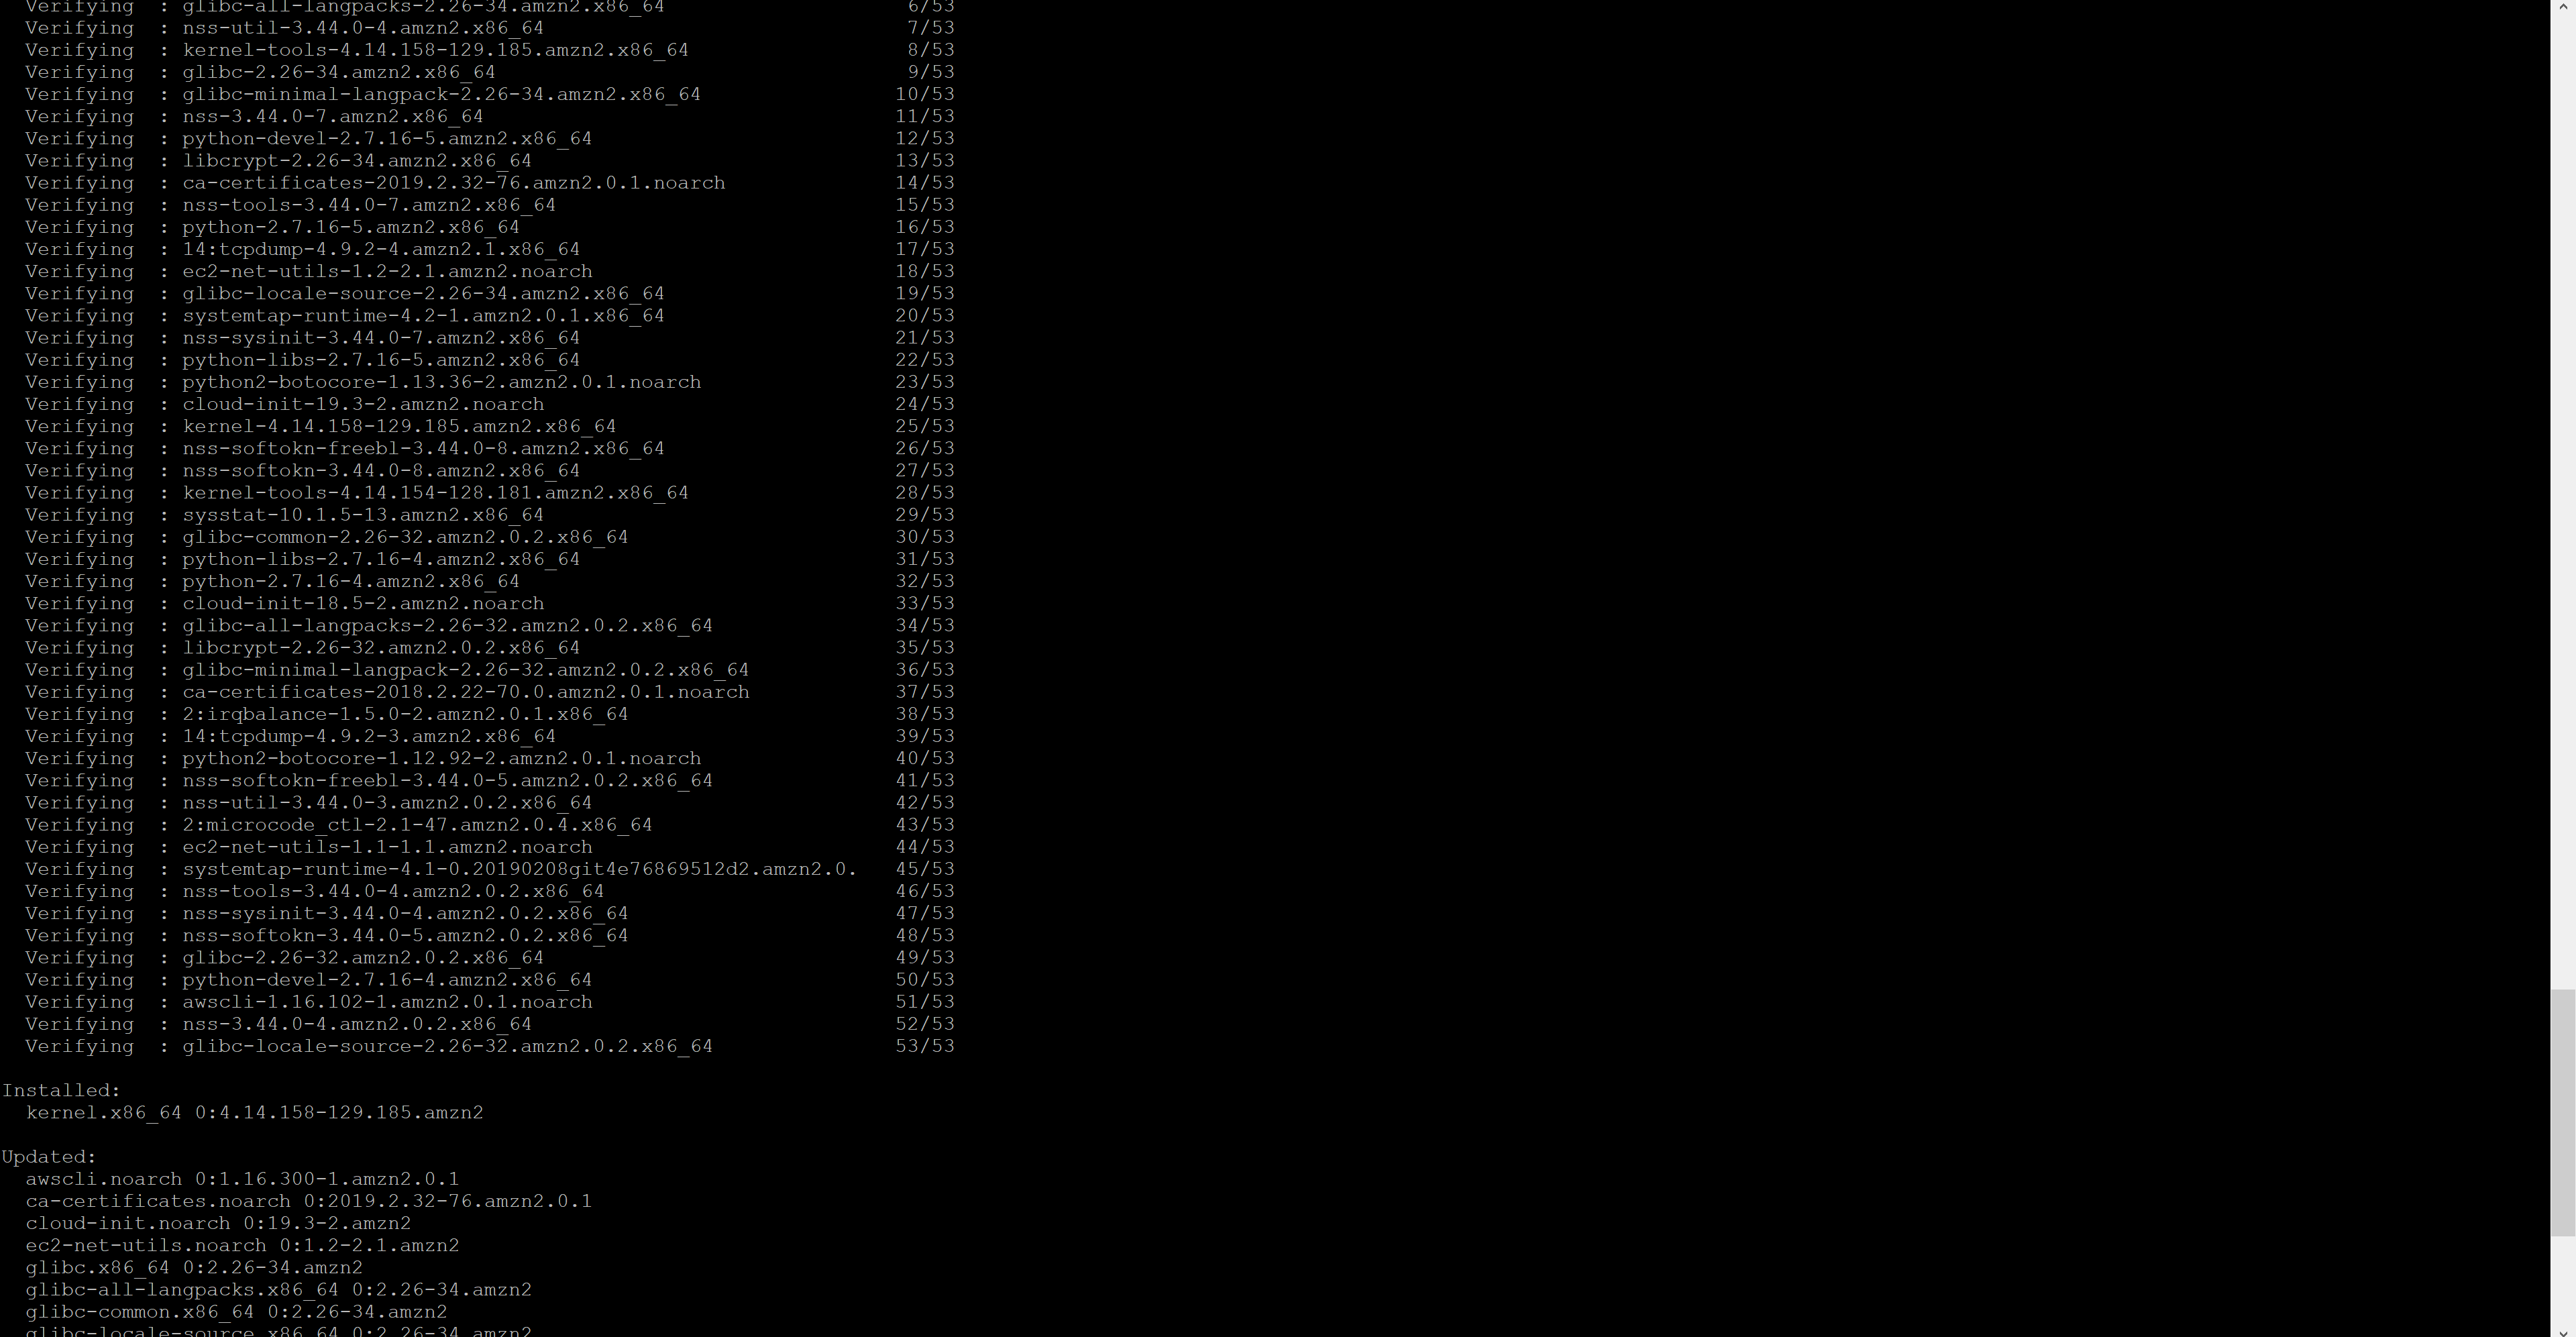 Verifying : glibc-all-langpacks-2.26-34.amzn2.x86_64 6/53
Verifying : nss-util-3.44.0-4.amzn2.x86_64 7/53
Verifying : kernel-tools-4.14.158-129.185.amzn2.x86_64 8/53
Verifying : glibc-2.26-34.amzn2.x86_64 9/53
Verifying : glibc-minimal-langpack-2.26-34.amzn2.x86_64 10/53
Verifying : nss-3.44.0-7.amzn2.x86_64 11/53
Verifying : python-devel-2.7.16-5.amzn2.x86_64 12/53
Verifying : libcrypt-2.26-34.amzn2.x86_64 13/53
Verifying : ca-certificates-2019.2.32-76.amzn2.0.1.noarch 14/53
Verifying : nss-tools-3.44.0-7.amzn2.x86_64 15/53
Verifying : python-2.7.16-5.amzn2.x86_64 16/53
Verifying : 14:tcpdump-4.9.2-4.amzn2.1.x86_64 17/53
Verifying : ec2-net-utils-1.2-2.1.amzn2.noarch 18/53
Verifying : glibc-locale-source-2.26-34.amzn2.x86_64 19/53
Verifying : systemtap-runtime-4.2-1.amzn2.0.1.x86_64 20/53
Verifying : nss-sysinit-3.44.0-7.amzn2.x86_64 21/53
Verifying : python-libs-2.7.16-5.amzn2.x86_64 22/53
Verifying : python2-botocore-1.13.36-2.amzn2.0.1.noarch 23/53
Verifying : cloud-init-19.3-2.amzn2.noarch 24/53
Verifying : kernel-4.14.158-129.185.amzn2.x86_64 25/53
Verifying : nss-softokn-freebl-3.44.0-8.amzn2.x86_64 26/53
Verifying : nss-softokn-3.44.0-8.amzn2.x86_64 27/53
Verifying : kernel-tools-4.14.154-128.181.amzn2.x86_64 28/53
Verifying : sysstat-10.1.5-13.amzn2.x86_64 29/53
Verifying : glibc-common-2.26-32.amzn2.0.2.x86_64 30/53
Verifying : python-libs-2.7.16-4.amzn2.x86_64 31/53
Verifying : python-2.7.16-4.amzn2.x86_64 32/53
Verifying : cloud-init-18.5-2.amzn2.noarch 33/53
Verifying : glibc-all-langpacks-2.26-32.amzn2.0.2.x86_64 34/53
Verifying : libcrypt-2.26-32.amzn2.0.2.x86_64 35/53
Verifying : glibc-minimal-langpack-2.26-32.amzn2.0.2.x86_64 36/53
Verifying : ca-certificates-2018.2.22-70.0.amzn2.0.1.noarch 37/53
Verifying : 2:irqbalance-1.5.0-2.amzn2.0.1.x86_64 38/53
Verifying : 14:tcpdump-4.9.2-3.amzn2.x86_64 39/53
Verifying : python2-botocore-1.12.92-2.amzn2.0.1.noarch 40/53
Verifying : nss-softokn-freebl-3.44.0-5.amzn2.0.2.x86_64 41/53
Verifying : nss-util-3.44.0-3.amzn2.0.2.x86_64 42/53
Verifying : 2:microcode_ctl-2.1-47.amzn2.0.4.x86_64 43/53
Verifying : ec2-net-utils-1.1-1.1.amzn2.noarch 44/53
Verifying : systemtap-runtime-4.1-0.20190208git4e76869512d2.amzn2.0. 45/53
Verifying : nss-tools-3.44.0-4.amzn2.0.2.x86_64 46/53
Verifying : nss-sysinit-3.44.0-4.amzn2.0.2.x86_64 47/53
Verifying : nss-softokn-3.44.0-5.amzn2.0.2.x86_64 48/53
Verifying : glibc-2.26-32.amzn2.0.2.x86_64 49/53
Verifying : python-devel-2.7.16-4.amzn2.x86_64 50/53
Verifying : awscli-1.16.102-1.amzn2.0.1.noarch 51/53
Verifying : nss-3.44.0-4.amzn2.0.2.x86_64 52/53
Verifying : glibc-locale-source-2.26-32.amzn2.0.2.x86_64 53/53
Installed:
kernel.x86_64 0:4.14.158-129.185.amzn2
Updated:
awscli.noarch 0:1.16.300-1.amzn2.0.1
ca-certificates.noarch 0:2019.2.32-76.amzn2.0.1
cloud-init.noarch 0:19.3-2.amzn2
ec2-net-utils.noarch 0:1.2-2.1.amzn2
glibc.x86_64 0:2.26-34.amzn2
glibc-all-langpacks.x86_64 0:2.26-34.amzn2
glibc-common.x86_64 0:2.26-34.amzn2
glibc-locale-source.x86_64 0:2.26-34.amzn2